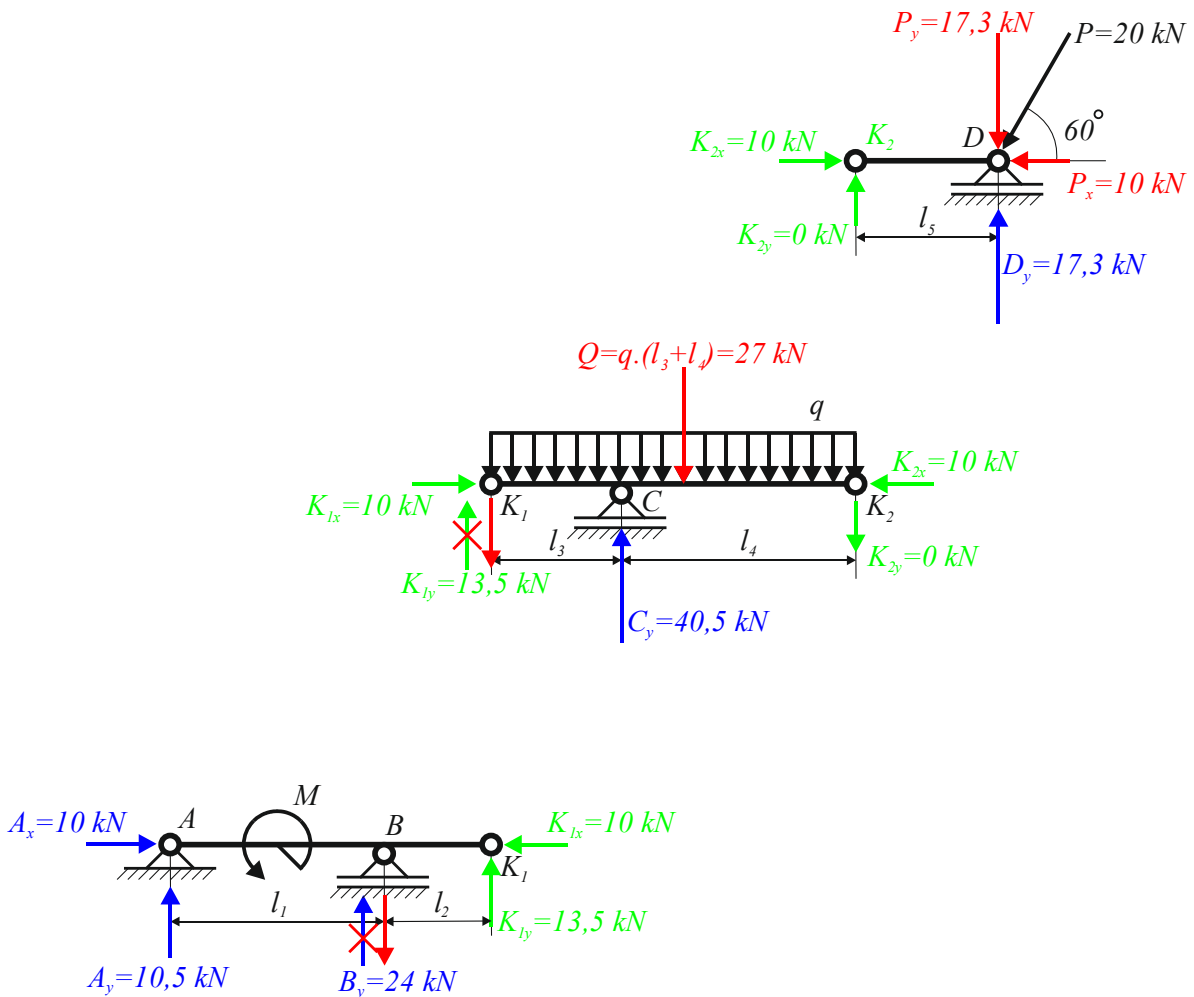 P_y=17,3 kN
P=20 kN
K_2x=10 kN
K_2
D
60°
P_x=10 kN
K_2y=0 kN
l_5
D_y=17,3 kN
Q=q.(l_3+l_4)=27 kN
q
K_2x=10 kN
K_1x=10 kN
K_1
C
K_2
l_3
l_4
K_2y=0 kN
K_1y=13,5 kN
C_y=40,5 kN
M
A_x=10 kN
A
B
K_1x=10 kN
K_1
l_1
l_2
K_1y=13,5 kN
A_y=10,5 kN
B_y=24 kN